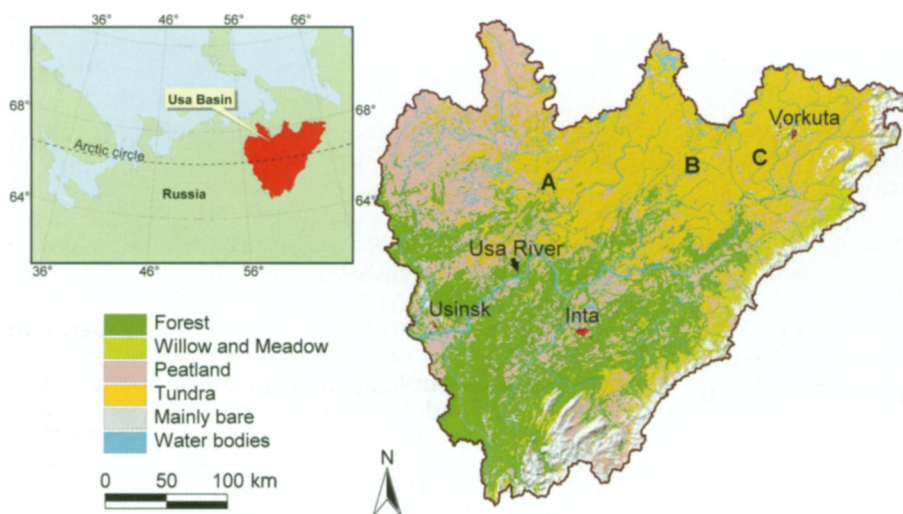 36° 46° 56°
68°
Usa Basin
68°
Arctic circle
64°
Russia
64°
36° 46° 56°
Vorkuta
A B C
Usa River
Usinsk
Inta
Forest
Willow and Meadow
Peatland
Tundra
Mainly bare
Water bodies
0 50 100 km
N